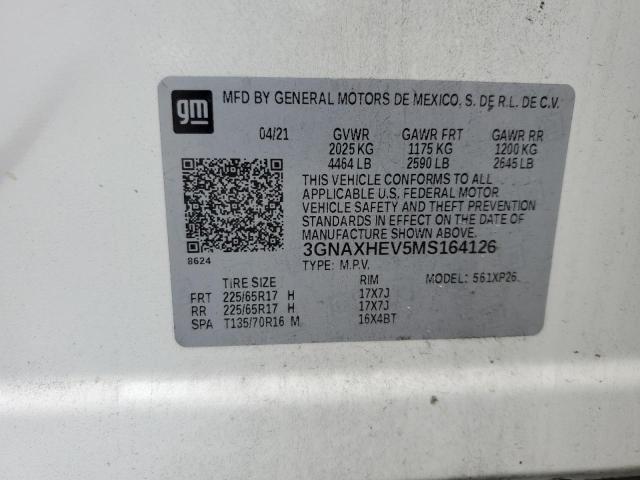 gm
MFD BY GENERAL MOTORS DE MEXICO, S. DE R.L. DE C.V.
04/21 GVWR GAWR FRT GAWR RR
2025 KG 1175 KG 1200 KG
4464 LB 2590 LB 2645 LB
THIS VEHICLE CONFORMS TO ALL
APPLICABLE U.S. FEDERAL MOTOR
VEHICLE SAFETY AND THEFT PREVENTION
STANDARDS IN EFFECT ON THE DATE OF
MANUFACTURE SHOWN ABOVE.
3GNAXHEV5MS164126
8624
TYPE: M.P.V.
MODEL: 561XP26
TIRE SIZE RIM
FRT 225/65R17 H 17X7J
RR 225/65R17 H 17X7J
SPA T135/70R16 M 16X4BT